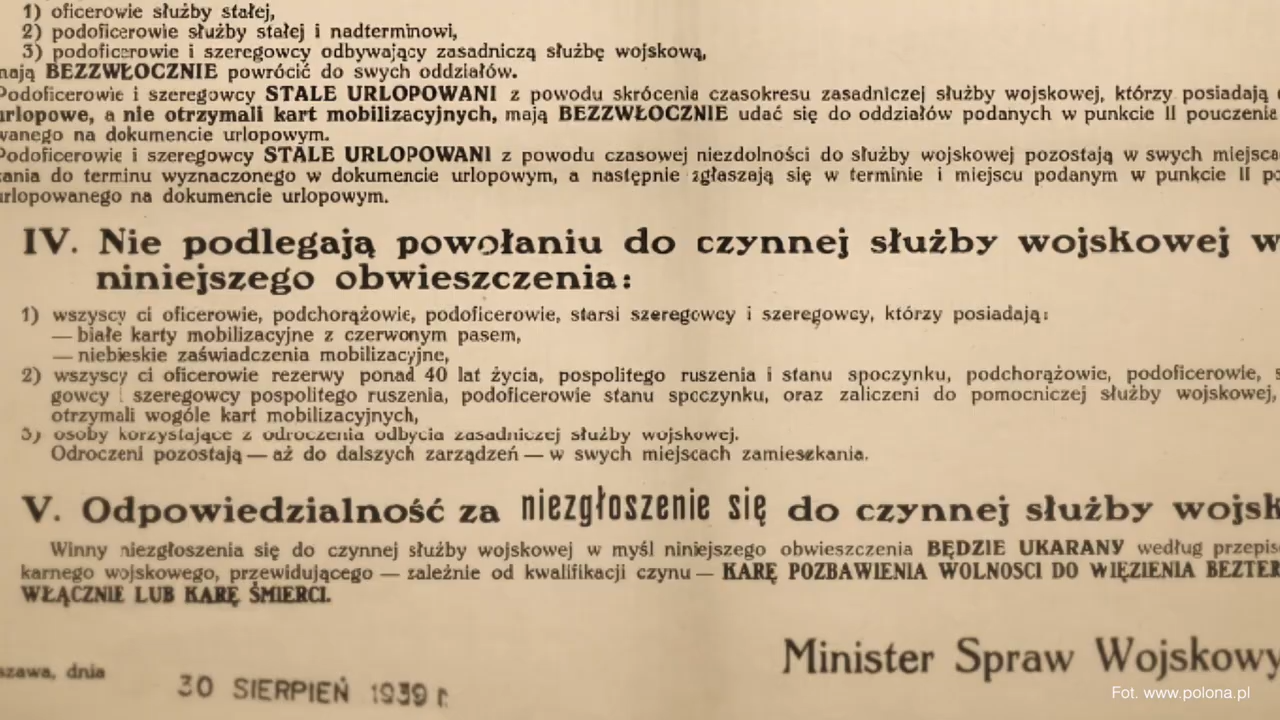 1) oficerowie służby stałej,
2) podoficerowie służby stałej i nadterminowi,
3) podoficerowie i szeregowcy odbywający zasadniczą służbę wojskową,
mają BEZZWŁOCZNIE powrócić do swych oddziałów.
Podoficerowie i szeregowcy STALE URLOPOWANI z powodu skrócenia czasokresu zasadniczej służby wojskowej, którzy posiadają
urlopowe, a nie otrzymali kart mobilizacyjnych, mają BEZZWŁOCZNIE udać się do oddziałów podanych w punkcie II pouczenia
wanego na dokumencie urlopowym.
Podoficerowie i szeregowcy STALE URLOPOWANI z powodu czasowej niezdolności do służby wojskowej pozostają w swych miejsca
kania do terminu wyznaczonego w dokumencie urlopowym, a następnie zgłaszają się w terminie i miejscu podanym w punkcie II po
urlopowanego na dokumencie urlopowym.
IV. Nie podlegają powołaniu do czynnej służby wojskowej w
niniejszego obwieszczenia:
1) wszyscy ci oficerowie, podchorążowie, podoficerowie, starsi szeregowcy i szeregowcy, którzy posiadają:
— białe karty mobilizacyjne z czerwonym pasem,
— niebieskie zaświadczenia mobilizacyjne,
2) wszyscy ci oficerowie rezerwy ponad 40 lat życia, pospolitego ruszenia i stanu spoczynku, podchorążowie, podoficerowie, s
gowcy i szeregowcy pospolitego ruszenia, podoficerowie stanu spoczynku, oraz zaliczeni do pomocniczej służby wojskowej,
otrzymali wogóle kart mobilizacyjnych,
3) osoby korzystające z odroczenia odbycia zasadniczej służby wojskowej.
Odroczeni pozostają — aż do dalszych zarządzeń — w swych miejscach zamieszkania.
V. Odpowiedzialność za niezgłoszenie się do czynnej służby wojsk
Winny niezgłoszenia się do czynnej służby wojskowej w myśl niniejszego obwieszczenia BĘDZIE UKARANY według przepis
karnego wojskowego, przewidującego — zależnie od kwalifikacji czynu — KARĘ POZBAWIENIA WOLNOSCI DO WIĘZIENIA BEZTER
WŁĄCZNIE LUB KARĘ ŚMIERCI.
Minister Spraw Wojskowy
szawa, dnia 30 SIERPIEŃ 1939 r.
Fot. www.polona.pl